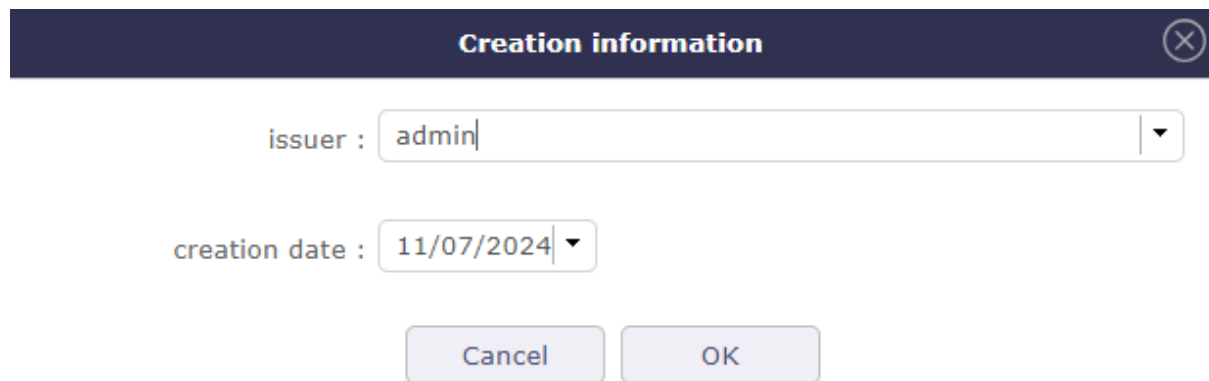 Creation information
issuer : admin
creation date : 11/07/2024
Cancel OK